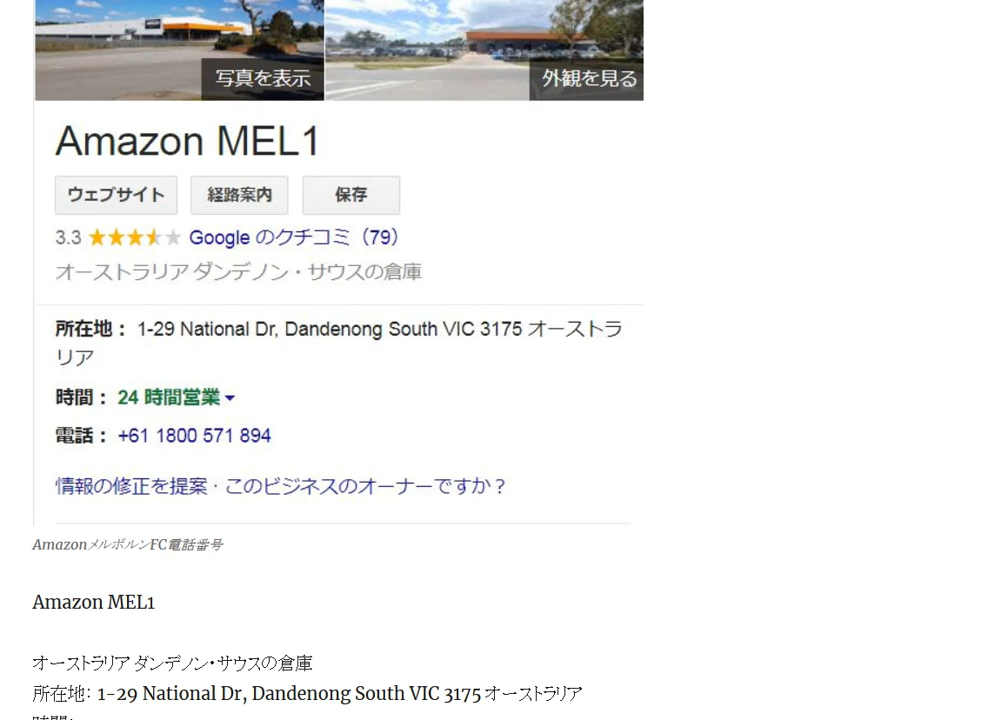 写真を表示
外観を見る
Amazon MEL1
ウェブサイト
経路案内
保存
3.3 ★★★★★ Google のクチコミ（79）
オーストラリア ダンデノン・サウスの倉庫
所在地： 1-29 National Dr, Dandenong South VIC 3175 オーストラ
リア
時間： 24 時間営業
電話： +61 1800 571 894
情報の修正を提案 · このビジネスのオーナーですか？
AmazonメルボルンFC電話番号
Amazon MEL1
オーストラリア ダンデノン・サウスの倉庫
所在地: 1-29 National Dr, Dandenong South VIC 3175 オーストラリア
時間: